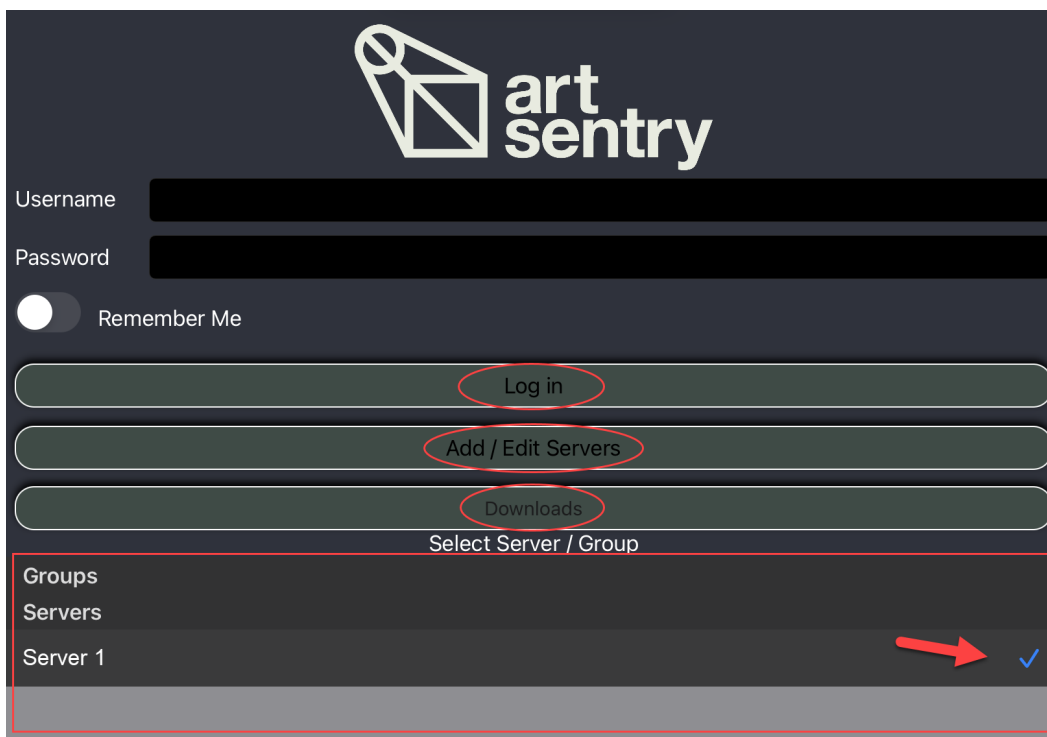 art
sentry
Username
Password
Remember Me
Log in
Add / Edit Servers
Downloads
Select Server / Group
Groups
Servers
Server 1